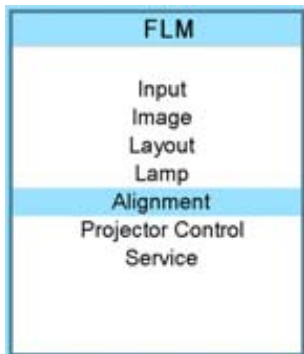 FLM
Input
Image
Layout
Lamp
Alignment
Projector Control
Service